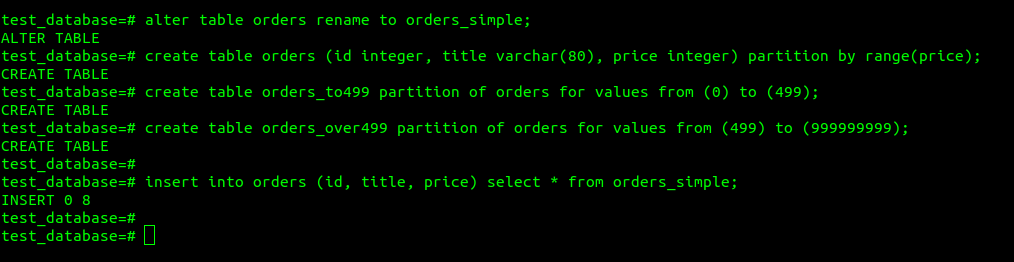 test_database=# alter table orders rename to orders_simple;
ALTER TABLE
test_database=# create table orders (id integer, title varchar(80), price integer) partition by range(price);
CREATE TABLE
test_database=# create table orders_to499 partition of orders for values from (0) to (499);
CREATE TABLE
test_database=# create table orders_over499 partition of orders for values from (499) to (999999999);
CREATE TABLE
test_database=#
test_database=# insert into orders (id, title, price) select * from orders_simple;
INSERT 0 8
test_database=#
test_database=#